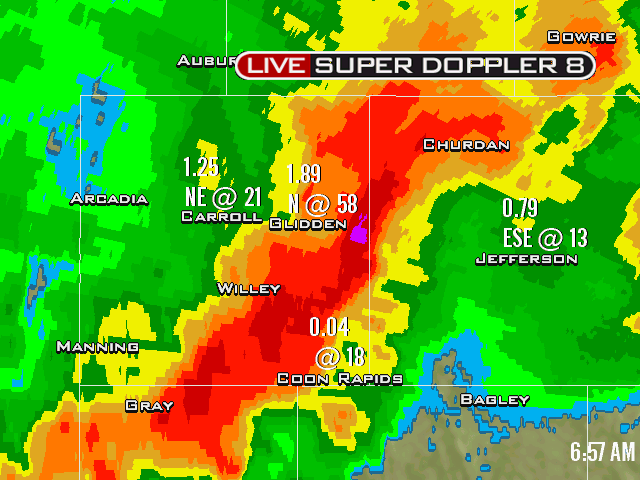 GOWRIE
AUBUR
LIVE SUPER DOPPLER 8
CHURDAN
1.25
NE @ 21
1.89
N @ 58
ARCADIA
CARROLL
GLIDDEN
0.79
ESE @ 13
JEFFERSON
WILLEY
0.04
@ 18
MANNING
COON RAPIDS
GRAY
BAGLEY
6:57 AM